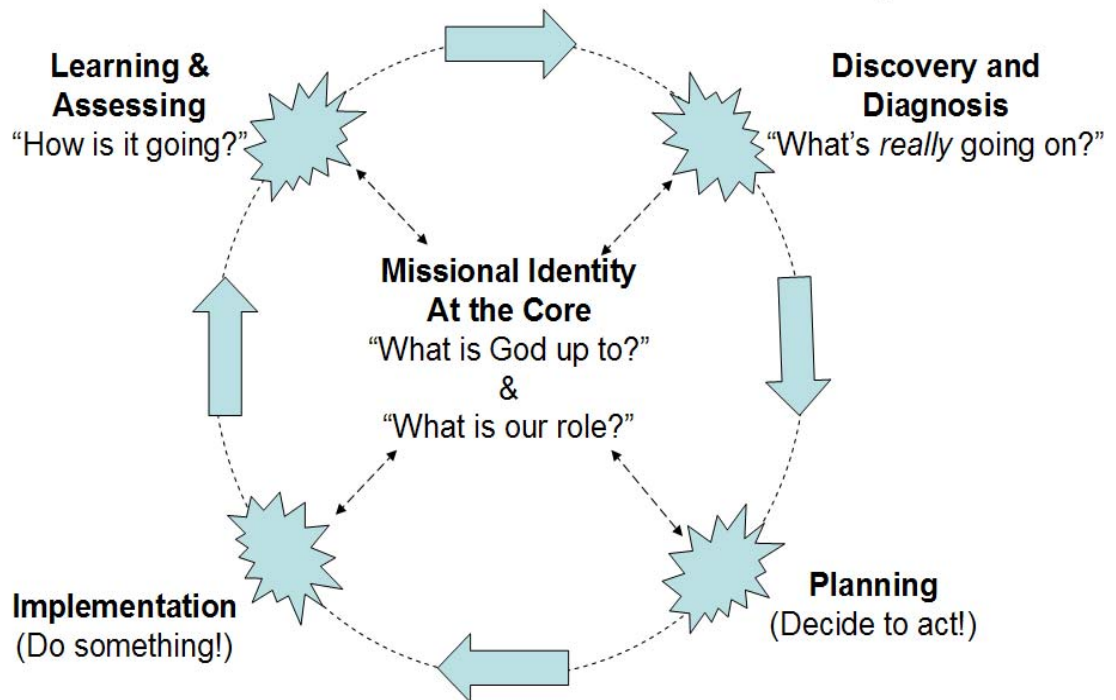 Learning &
Assessing
“How is it going?”
Discovery and
Diagnosis
“What’s really going on?”
Missional Identity
At the Core
“What is God up to?”
&
“What is our role?”
Implementation
(Do something!)
Planning
(Decide to act!)